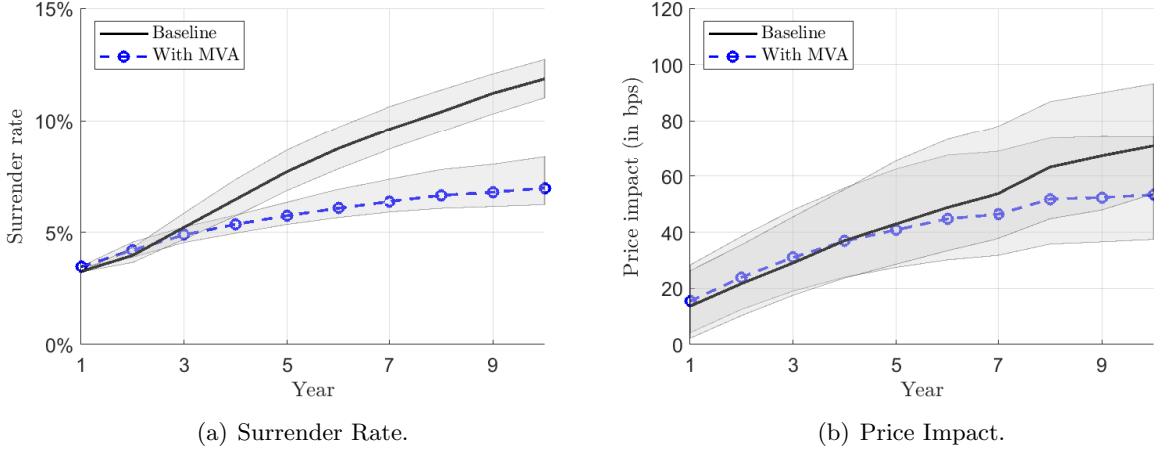 15%
10%
5%
0%
Surrender rate
Baseline
With MVA
1 3 5 7 9
Year
(a) Surrender Rate.
120
100
80
60
40
20
0
Price impact (in bps)
Baseline
With MVA
1 3 5 7 9
Year
(b) Price Impact.